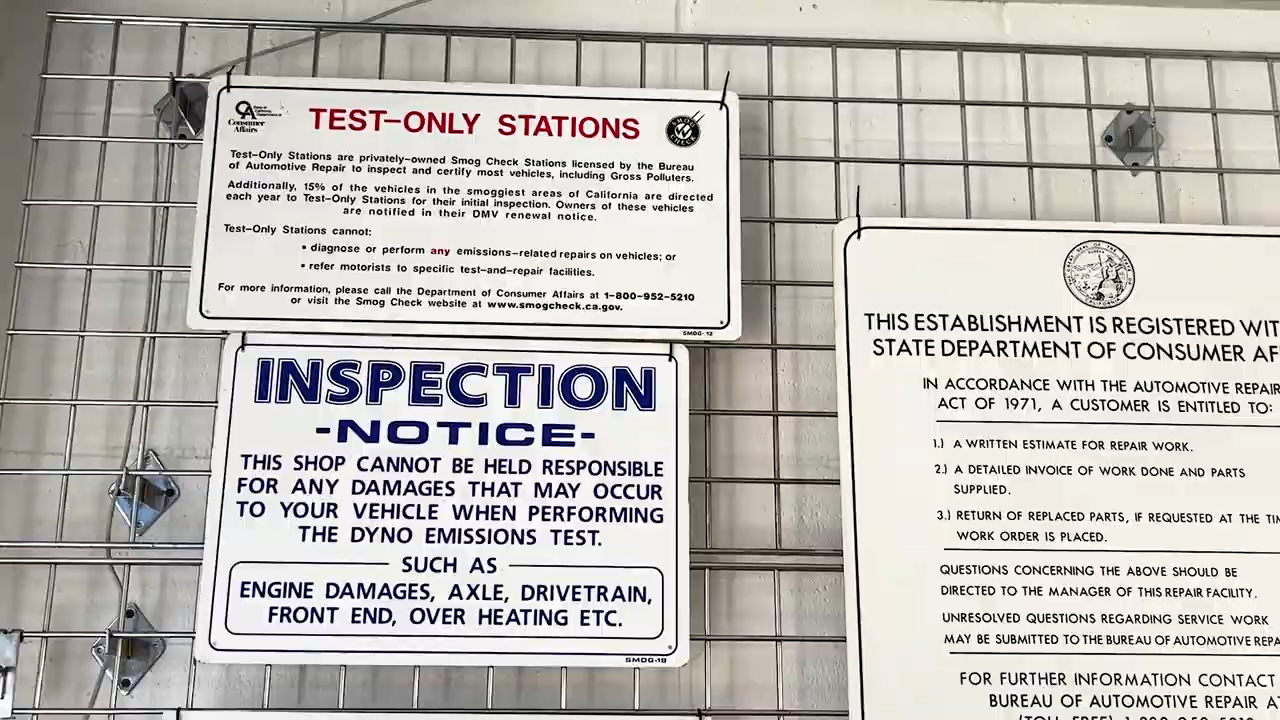 Consumer
Affairs
TEST-ONLY STATIONS
SMOG
CHECK
Test-Only Stations are privately-owned Smog Check Stations licensed by the Bureau
of Automotive Repair to inspect and certify most vehicles, including Gross Polluters.
Additionally, 15% of the vehicles in the smoggiest areas of California are directed
each year to Test-Only Stations for their initial inspection. Owners of these vehicles
are notified in their DMV renewal notice.
Test-Only Stations cannot:
• diagnose or perform any emissions-related repairs on vehicles; or
• refer motorists to specific test-and-repair facilities.
For more information, please call the Department of Consumer Affairs at 1-800-952-5210
or visit the Smog Check website at www.smogcheck.ca.gov.
SMOG-12
INSPECTION
-NOTICE-
THIS SHOP CANNOT BE HELD RESPONSIBLE
FOR ANY DAMAGES THAT MAY OCCUR
TO YOUR VEHICLE WHEN PERFORMING
THE DYNO EMISSIONS TEST.
SUCH AS
ENGINE DAMAGES, AXLE, DRIVETRAIN,
FRONT END, OVER HEATING ETC.
SMOG-18
THIS ESTABLISHMENT IS REGISTERED WIT
STATE DEPARTMENT OF CONSUMER AF
IN ACCORDANCE WITH THE AUTOMOTIVE REPAIR
ACT OF 1971, A CUSTOMER IS ENTITLED TO:
1.) A WRITTEN ESTIMATE FOR REPAIR WORK.
2.) A DETAILED INVOICE OF WORK DONE AND PARTS
SUPPLIED.
3.) RETURN OF REPLACED PARTS, IF REQUESTED AT THE TI
WORK ORDER IS PLACED.
QUESTIONS CONCERNING THE ABOVE SHOULD BE
DIRECTED TO THE MANAGER OF THIS REPAIR FACILITY.
UNRESOLVED QUESTIONS REGARDING SERVICE WORK
MAY BE SUBMITTED TO THE BUREAU OF AUTOMOTIVE REPA
FOR FURTHER INFORMATION CONTACT
BUREAU OF AUTOMOTIVE REPAIR A
(TOLL FREE)